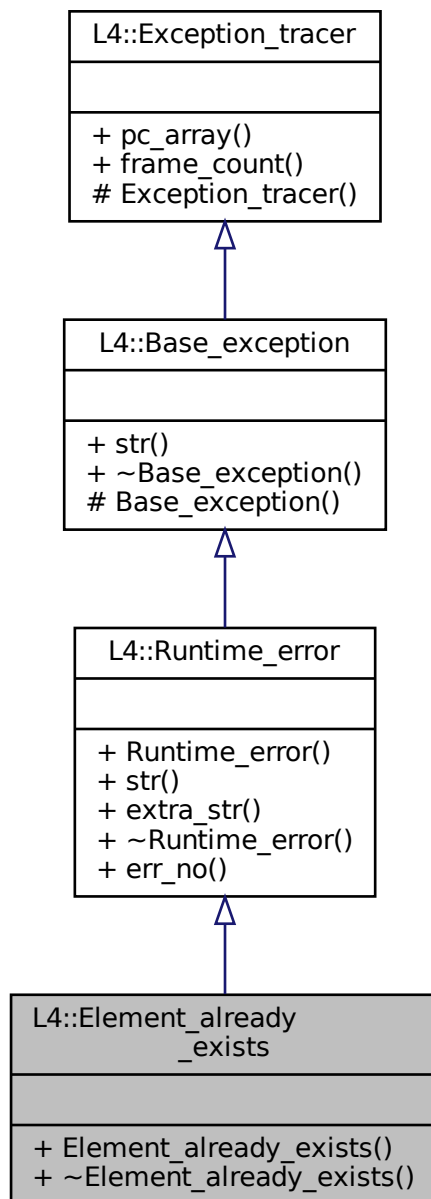 L4::Exception_tracer
+ pc_array()
+ frame_count()
# Exception_tracer()
L4::Base_exception
+ str()
+ ~Base_exception()
# Base_exception()
L4::Runtime_error
+ Runtime_error()
+ str()
+ extra_str()
+ ~Runtime_error()
+ err_no()
L4::Element_already
_exists
+ Element_already_exists()
+ ~Element_already_exists()